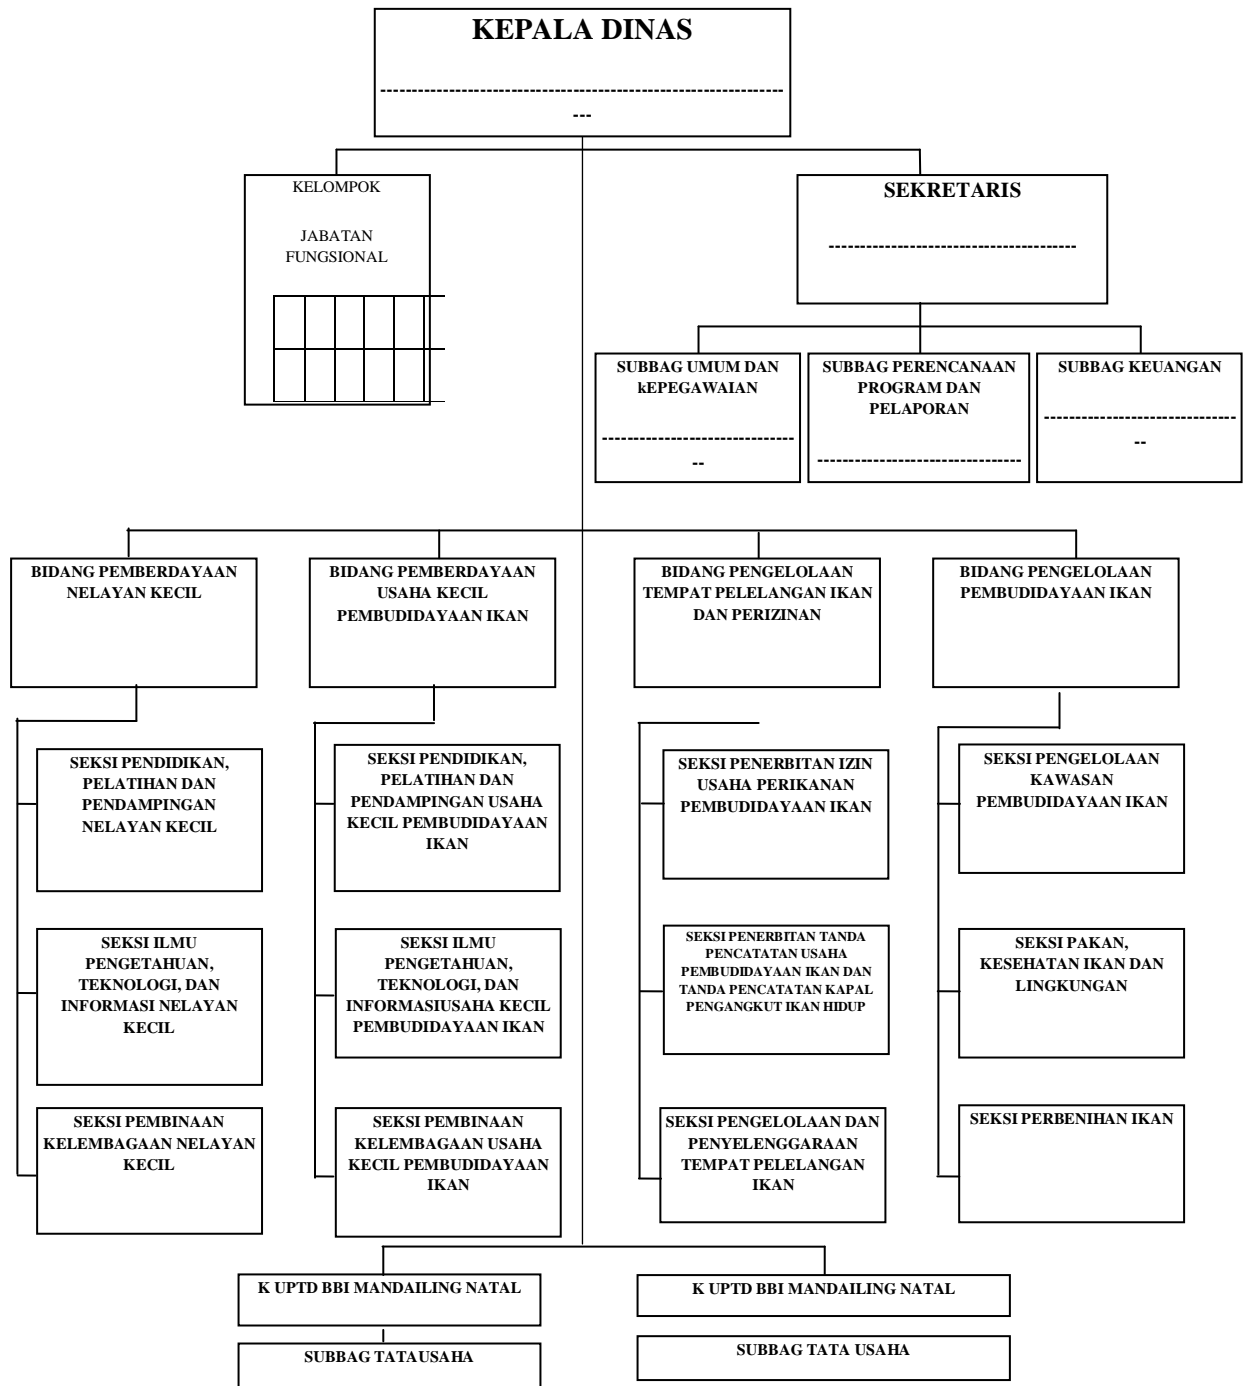 KEPALA DINAS
-----------------------------------------------------------------
---
KELOMPOK
JABATAN
FUNGSIONAL
SEKRETARIS
----------------------------------------
SUBBAG UMUM DAN
kEPEGAWAIAN
-------------------------------
--
SUBBAG PERENCANAAN
PROGRAM DAN
PELAPORAN
---------------------------------
SUBBAG KEUANGAN
-------------------------------
--
BIDANG PEMBERDAYAAN
NELAYAN KECIL
BIDANG PEMBERDAYAAN
USAHA KECIL
PEMBUDIDAYAAN IKAN
BIDANG PENGELOLAAN
TEMPAT PELELANGAN IKAN
DAN PERIZINAN
BIDANG PENGELOLAAN
PEMBUDIDAYAAN IKAN
SEKSI PENDIDIKAN,
PELATIHAN DAN
PENDAMPINGAN
NELAYAN KECIL
SEKSI PENDIDIKAN,
PELATIHAN DAN
PENDAMPINGAN USAHA
KECIL PEMBUDIDAYAAN
IKAN
SEKSI PENERBITAN IZIN
USAHA PERIKANAN
PEMBUDIDAYAAN IKAN
SEKSI PENGELOLAAN
KAWASAN
PEMBUDIDAYAAN IKAN
SEKSI ILMU
PENGETAHUAN,
TEKNOLOGI, DAN
INFORMASI NELAYAN
KECIL
SEKSI ILMU
PENGETAHUAN,
TEKNOLOGI, DAN
INFORMASIUSAHA KECIL
PEMBUDIDAYAAN IKAN
SEKSI PENERBITAN TANDA
PENCATATAN USAHA
PEMBUDIDAYAAN IKAN DAN
TANDA PENCATATAN KAPAL
PENGANGKUT IKAN HIDUP
SEKSI PAKAN,
KESEHATAN IKAN DAN
LINGKUNGAN
SEKSI PEMBINAAN
KELEMBAGAAN NELAYAN
KECIL
SEKSI PEMBINAAN
KELEMBAGAAN USAHA
KECIL PEMBUDIDAYAAN
IKAN
SEKSI PENGELOLAAN DAN
PENYELENGGARAAN
TEMPAT PELELANGAN
IKAN
SEKSI PERBENIHAN IKAN
K UPTD BBI MANDAILING NATAL
K UPTD BBI MANDAILING NATAL
SUBBAG TATAUSAHA
SUBBAG TATA USAHA